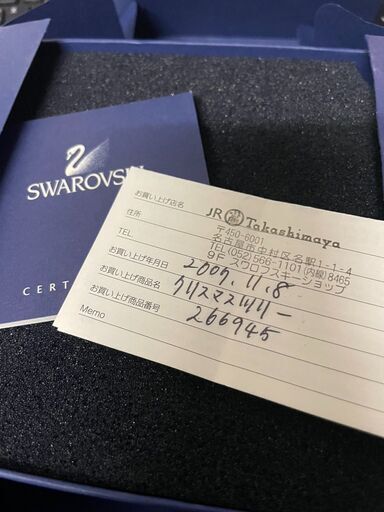 SWAROVSKI
CERT
お買い上げ店名
JR 髙 Takashimaya
住所
〒450-6001
名古屋市中村区名駅1-1-4
TEL
TEL(052)566-1101(内線)8465
9F スワロフスキーショップ
お買い上げ年月日
2007.11.8
お買い上げ商品名
クリスマスツリー
お買い上げ商品番号
266945
Memo